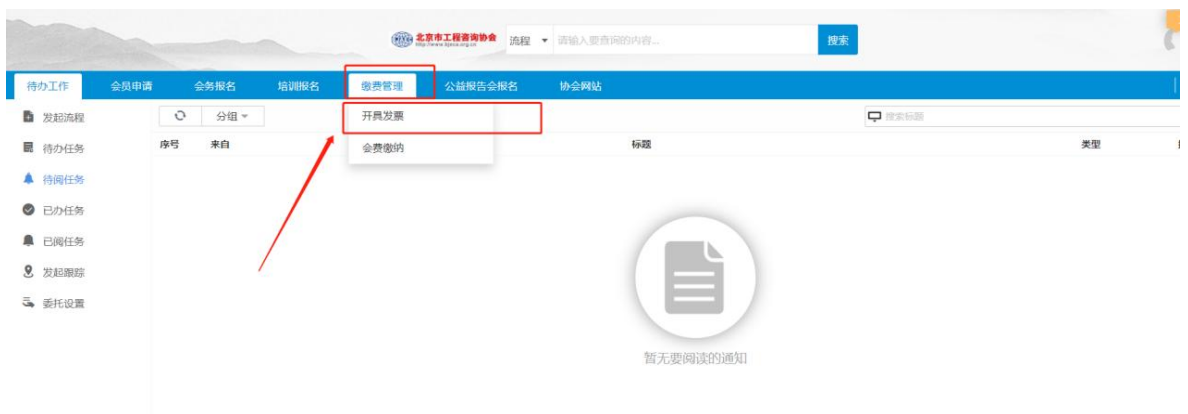 北京市工程咨询协会 流程 请输入要查询的内容... 搜索
待办工作 会员申请 会务报名 培训报名 缴费管理 公益报告会报名 协会网站
发起流程 分组 开具发票 搜索标题
待办任务 序号 来自 会费缴纳 标题 类型
待阅任务
已办任务
已阅任务
发起跟踪
委托设置
暂无要阅读的通知